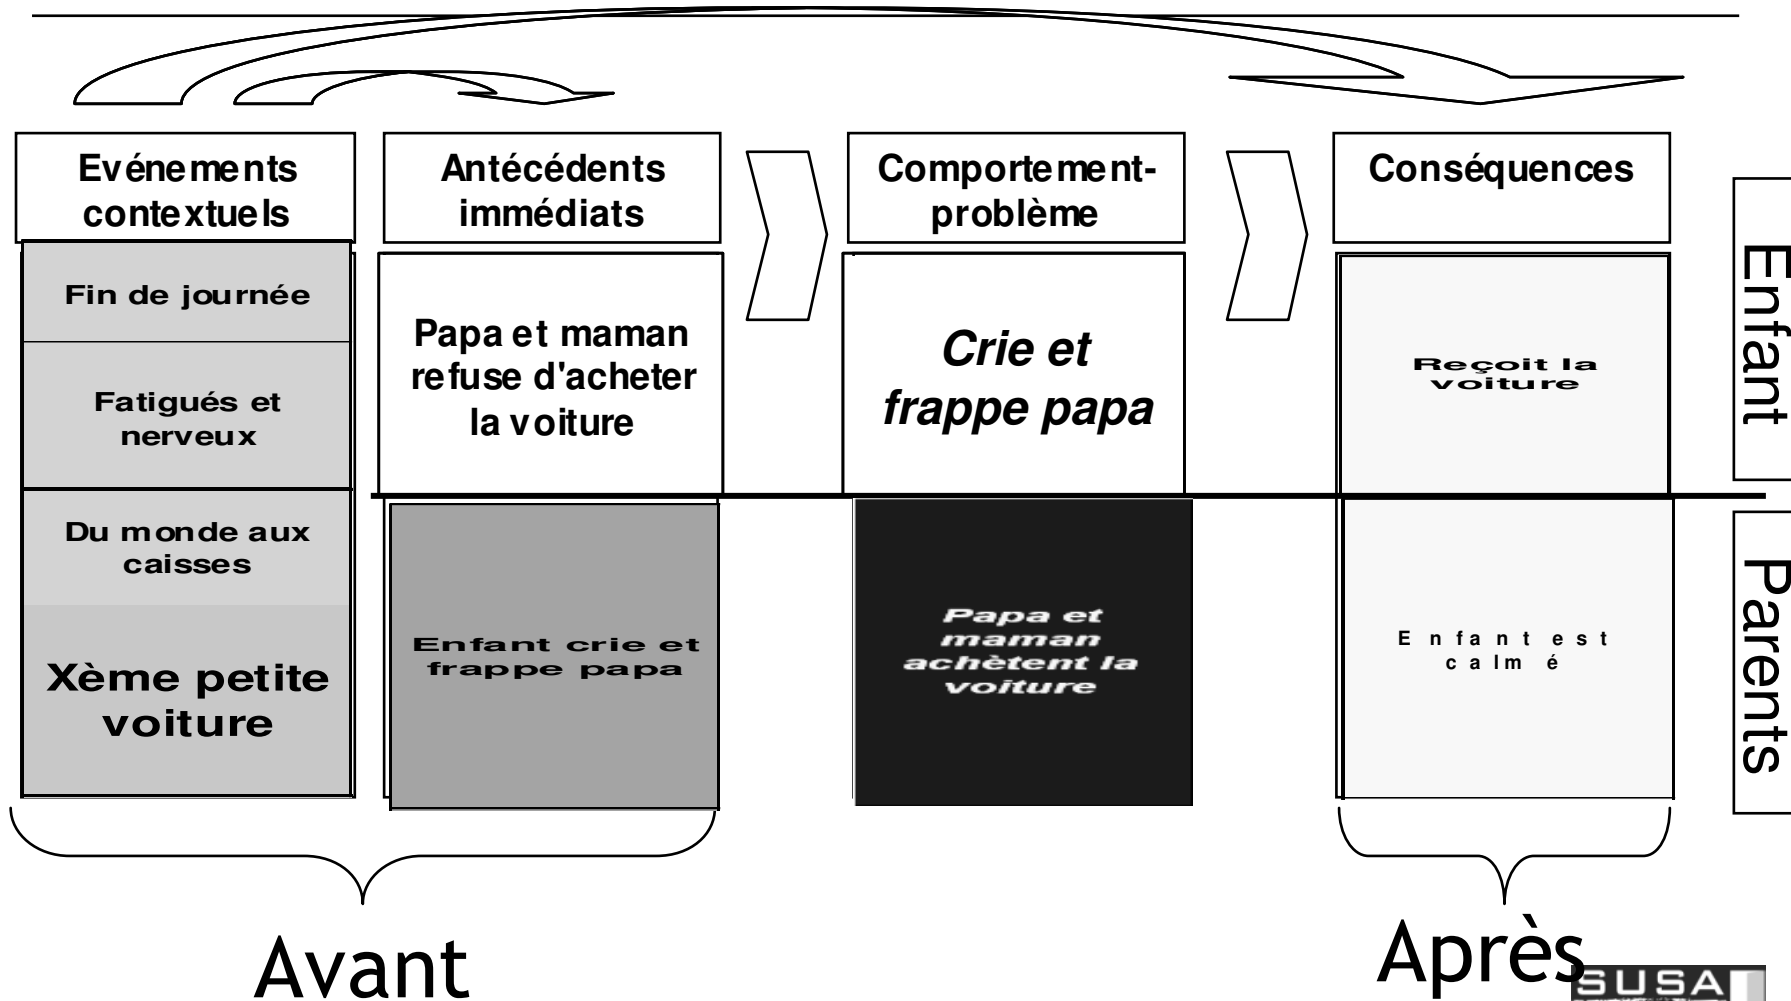 Evénements
contextuels
Antécédents
immédiats
Comportement-
problème
Conséquences
Fin de journée
Fatigués et
nerveux
Du monde aux
caisses
Xème petite
voiture
Papa et maman
refuse d'acheter
la voiture
Crie et
frappe papa
Reçoit la
voiture
Enfant
Enfant crie et
frappe papa
Papa et
maman
achètent la
voiture
Enfant est
calmé
Parents
Avant
Après
SUSA